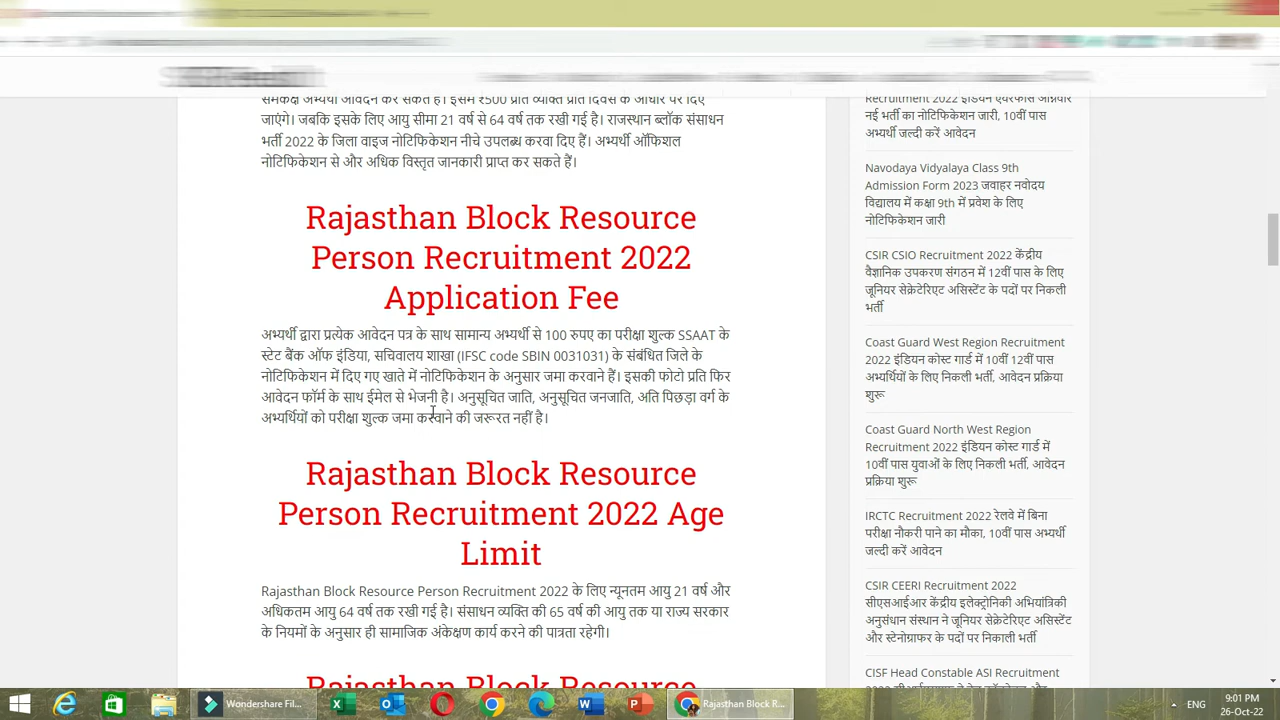 समकक्ष अभ्यर्थी आवेदन कर सकते है। इसमें ₹500 प्रति व्यक्ति प्रति दिवस के आधार पर दिए
जाएंगे। जबकि इसके लिए आयु सीमा 21 वर्ष से 64 वर्ष तक रखी गई है। राजस्थान ब्लॉक संसाधन
भर्ती 2022 के जिला वाइज नोटिफिकेशन नीचे उपलब्ध करवा दिए हैं। अभ्यर्थी ऑफिशल
नोटिफिकेशन से और अधिक विस्तृत जानकारी प्राप्त कर सकते हैं।
Rajasthan Block Resource
Person Recruitment 2022
Application Fee
अभ्यर्थी द्वारा प्रत्येक आवेदन पत्र के साथ सामान्य अभ्यर्थी से 100 रुपए का परीक्षा शुल्क SSAAT के
स्टेट बैंक ऑफ इंडिया, सचिवालय शाखा (IFSC code SBIN 0031031) के संबंधित जिले के
नोटिफिकेशन में दिए गए खाते में नोटिफिकेशन के अनुसार जमा करवाने हैं। इसकी फोटो प्रति फिर
आवेदन फॉर्म के साथ ईमेल से भेजनी है। अनुसूचित जाति, अनुसूचित जनजाति, अति पिछड़ा वर्ग के
अभ्यर्थियों को परीक्षा शुल्क जमा करवाने की जरूरत नहीं है।
Rajasthan Block Resource
Person Recruitment 2022 Age
Limit
Rajasthan Block Resource Person Recruitment 2022 के लिए न्यूनतम आयु 21 वर्ष और
अधिकतम आयु 64 वर्ष तक रखी गई है। संसाधन व्यक्ति की 65 वर्ष की आयु तक या राज्य सरकार
के नियमों के अनुसार ही सामाजिक अंकेक्षण कार्य करने की पात्रता रहेगी।
Rajasthan Block Resource
Recruitment 2022 इंडियन एयरफोर्स अग्निवीर
नई भर्ती का नोटिफिकेशन जारी, 10वीं पास
अभ्यर्थी जल्दी करें आवेदन
Navodaya Vidyalaya Class 9th
Admission Form 2023 जवाहर नवोदय
विद्यालय में कक्षा 9th में प्रवेश के लिए
नोटिफिकेशन जारी
CSIR CSIO Recruitment 2022 केंद्रीय
वैज्ञानिक उपकरण संगठन में 12वीं पास के लिए
जूनियर सेक्रेटेरिएट असिस्टेंट के पदों पर निकली
भर्ती
Coast Guard West Region Recruitment
2022 इंडियन कोस्ट गार्ड में 10वीं 12वीं पास
अभ्यर्थियों के लिए निकली भर्ती, आवेदन प्रक्रिया
शुरू
Coast Guard North West Region
Recruitment 2022 इंडियन कोस्ट गार्ड में
10वीं पास युवाओं के लिए निकली भर्ती, आवेदन
प्रक्रिया शुरू
IRCTC Recruitment 2022 रेलवे में बिना
परीक्षा नौकरी पाने का मौका, 10वीं पास अभ्यर्थी
जल्दी करें आवेदन
CSIR CEERI Recruitment 2022
सीएसआईआर केंद्रीय इलेक्ट्रोनिकी अभियांत्रिकी
अनुसंधान संस्थान ने जूनियर सेक्रेटेरिएट असिस्टेंट
और स्टेनोग्राफर के पदों पर निकाली भर्ती
CISF Head Constable ASI Recruitment
Wondershare Fil...
Rajasthan Block R...
ENG
9:01 PM
26-Oct-22